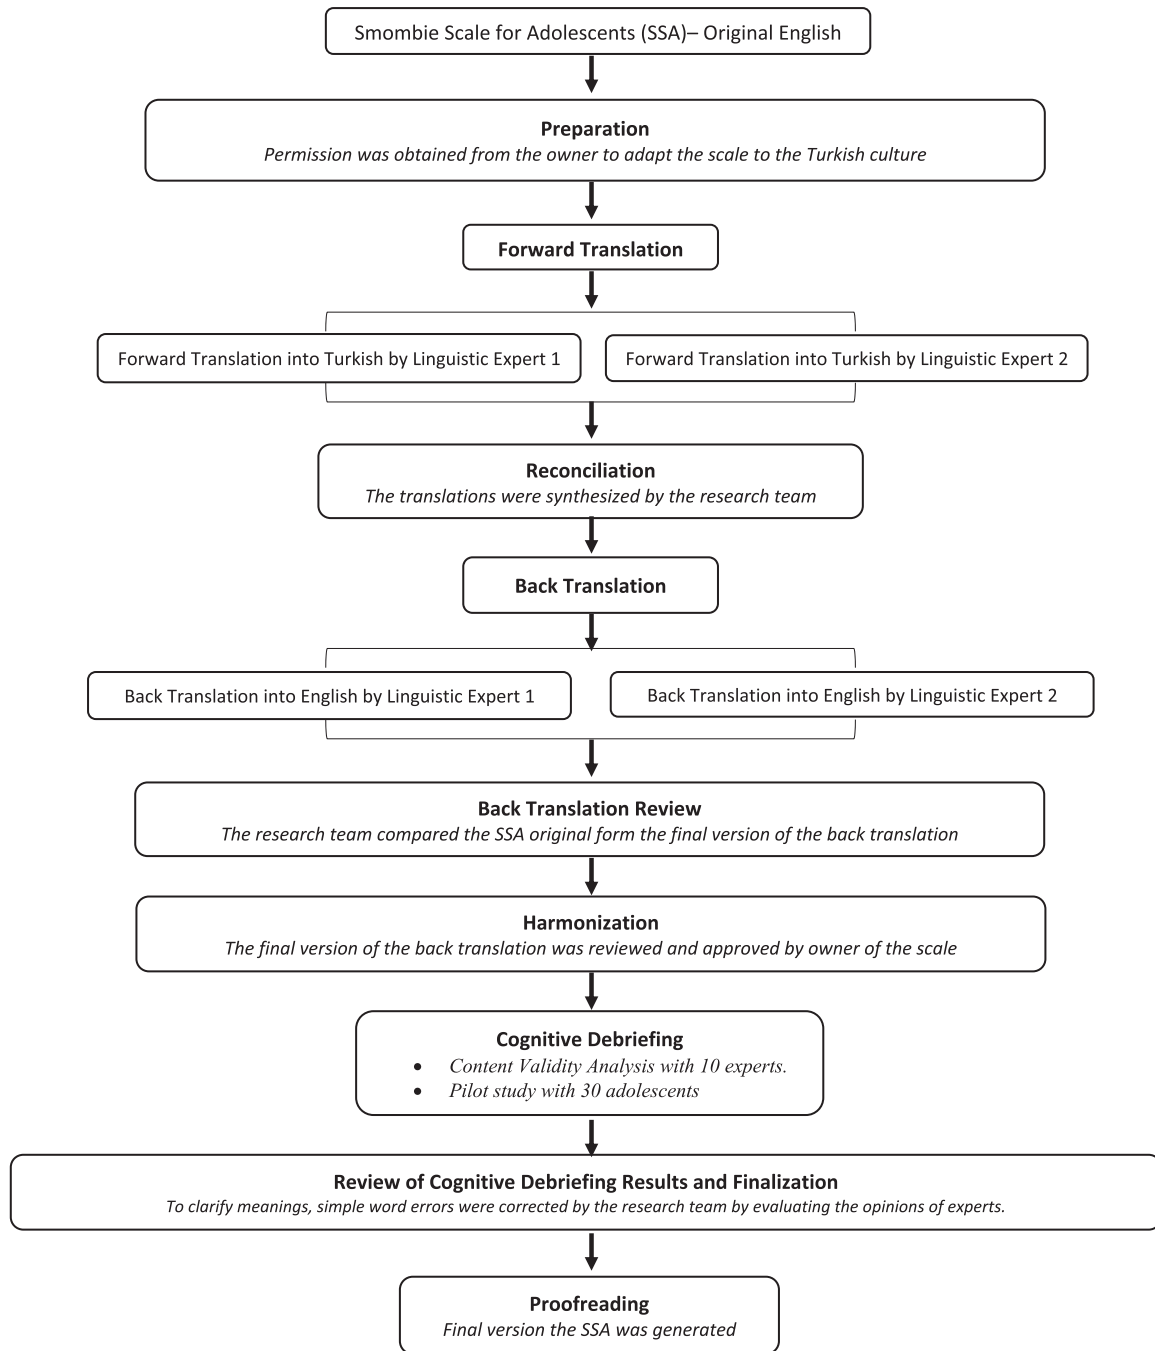 Smombie Scale for Adolescents (SSA)– Original English
Preparation
Permission was obtained from the owner to adapt the scale to the Turkish culture
Forward Translation
Forward Translation into Turkish by Linguistic Expert 1
Forward Translation into Turkish by Linguistic Expert 2
Reconciliation
The translations were synthesized by the research team
Back Translation
Back Translation into English by Linguistic Expert 1
Back Translation into English by Linguistic Expert 2
Back Translation Review
The research team compared the SSA original form the final version of the back translation
Harmonization
The final version of the back translation was reviewed and approved by owner of the scale
Cognitive Debriefing
• Content Validity Analysis with 10 experts.
• Pilot study with 30 adolescents
Review of Cognitive Debriefing Results and Finalization
To clarify meanings, simple word errors were corrected by the research team by evaluating the opinions of experts.
Proofreading
Final version the SSA was generated